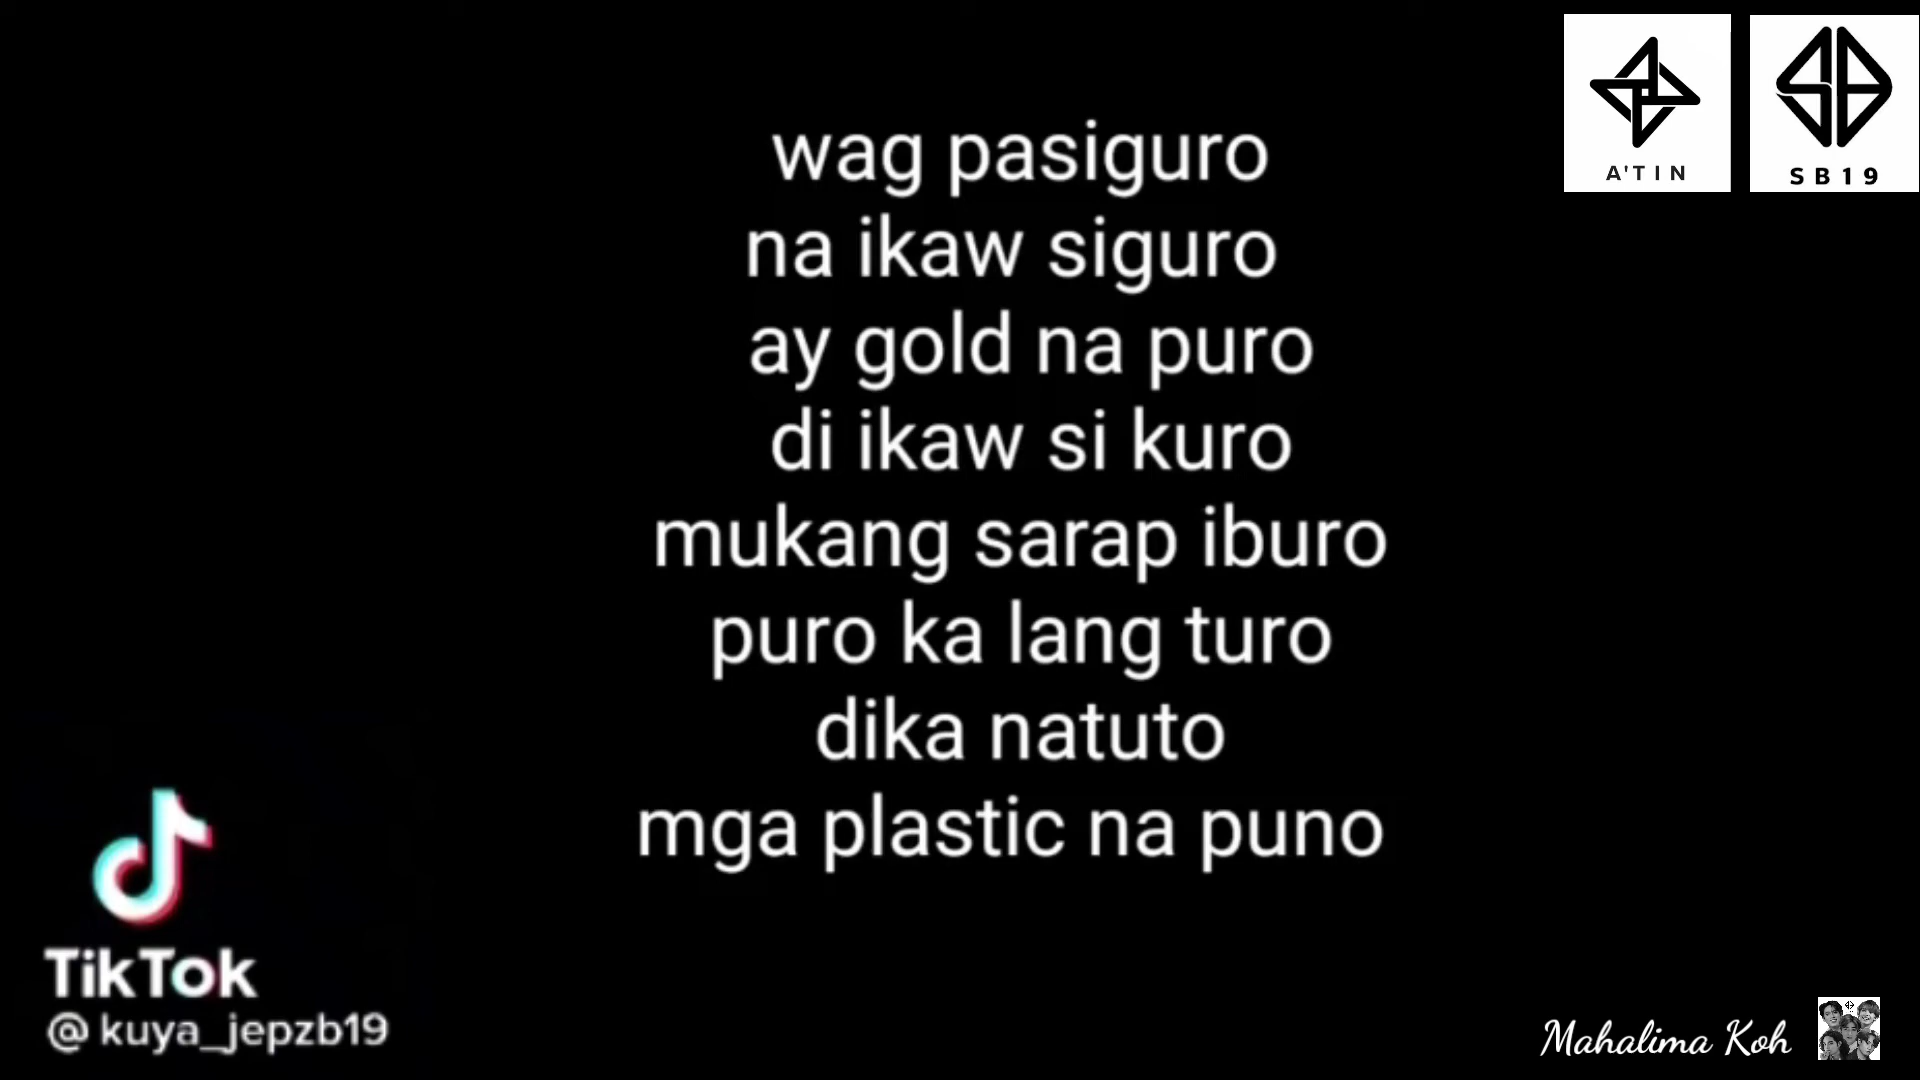 A'TIN
SB19
wag pasiguro
na ikaw siguro
ay gold na puro
di ikaw si kuro
mukang sarap iburo
puro ka lang turo
dika natuto
mga plastic na puno
TikTok
@kuya_jepzb19
Mahalima Koh